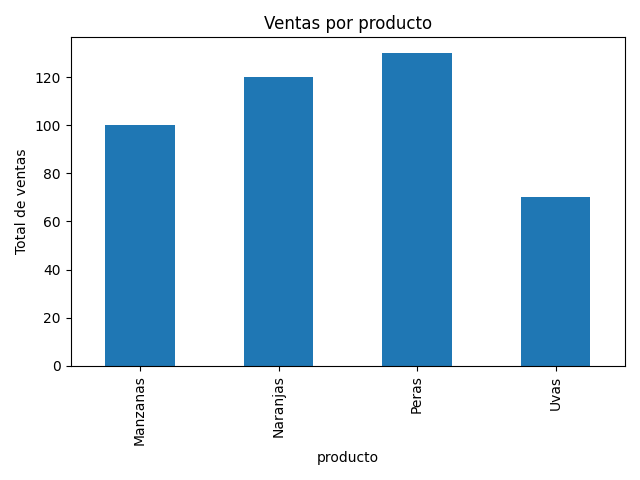 Ventas por producto
Total de ventas
120
100
80
60
40
20
0
Manzanas
Naranjas
Peras
Uvas
producto